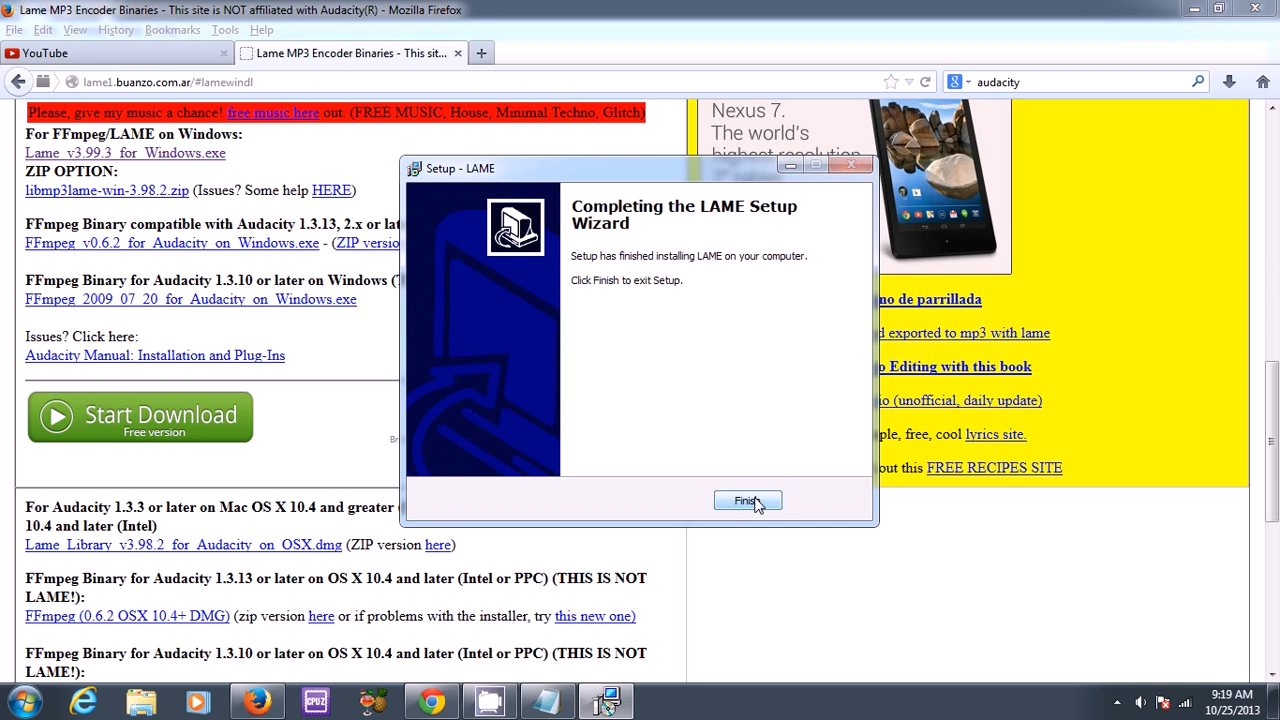 Lame MP3 Encoder Binaries - This site is NOT affiliated with Audacity(R) - Mozilla Firefox
File Edit View History Bookmarks Tools Help
YouTube
Lame MP3 Encoder Binaries - This sit...
lame1.buanzo.com.ar/#lamewindl
audacity
Please, give my music a chance! free music here out. (FREE MUSIC, House, Minimal Techno, Glitch)
For FFmpeg/LAME on Windows:
Lame_v3.99.3_for_Windows.exe
ZIP OPTION:
libmp3lame-win-3.98.2.zip (Issues? Some help HERE)
FFmpeg Binary compatible with Audacity 1.3.13, 2.x or lat
FFmpeg_v0.6.2_for_Audacity_on_Windows.exe - (ZIP versio
FFmpeg Binary for Audacity 1.3.10 or later on Windows (T
FFmpeg_2009_07_20_for_Audacity_on_Windows.exe
Issues? Click here:
Audacity Manual: Installation and Plug-Ins
Start Download
Free version
Br
For Audacity 1.3.3 or later on Mac OS X 10.4 and greater
10.4 and later (Intel)
Lame_Library_v3.98.2_for_Audacity_on_OSX.dmg (ZIP version here)
FFmpeg Binary for Audacity 1.3.13 or later on OS X 10.4 and later (Intel or PPC) (THIS IS NOT
LAME!):
FFmpeg (0.6.2 OSX 10.4+ DMG) (zip version here or if problems with the installer, try this new one)
FFmpeg Binary for Audacity 1.3.10 or later on OS X 10.4 and later (Intel or PPC) (THIS IS NOT
LAME!):
Setup - LAME
Completing the LAME Setup
Wizard
Setup has finished installing LAME on your computer.
Click Finish to exit Setup.
Finish
Nexus 7.
The world's
highest resolution
no de parrillada
d exported to mp3 with lame
o Editing with this book
io (unofficial, daily update)
ple, free, cool lyrics site.
out this FREE RECIPES SITE
CPU Z
9:19 AM
10/25/2013